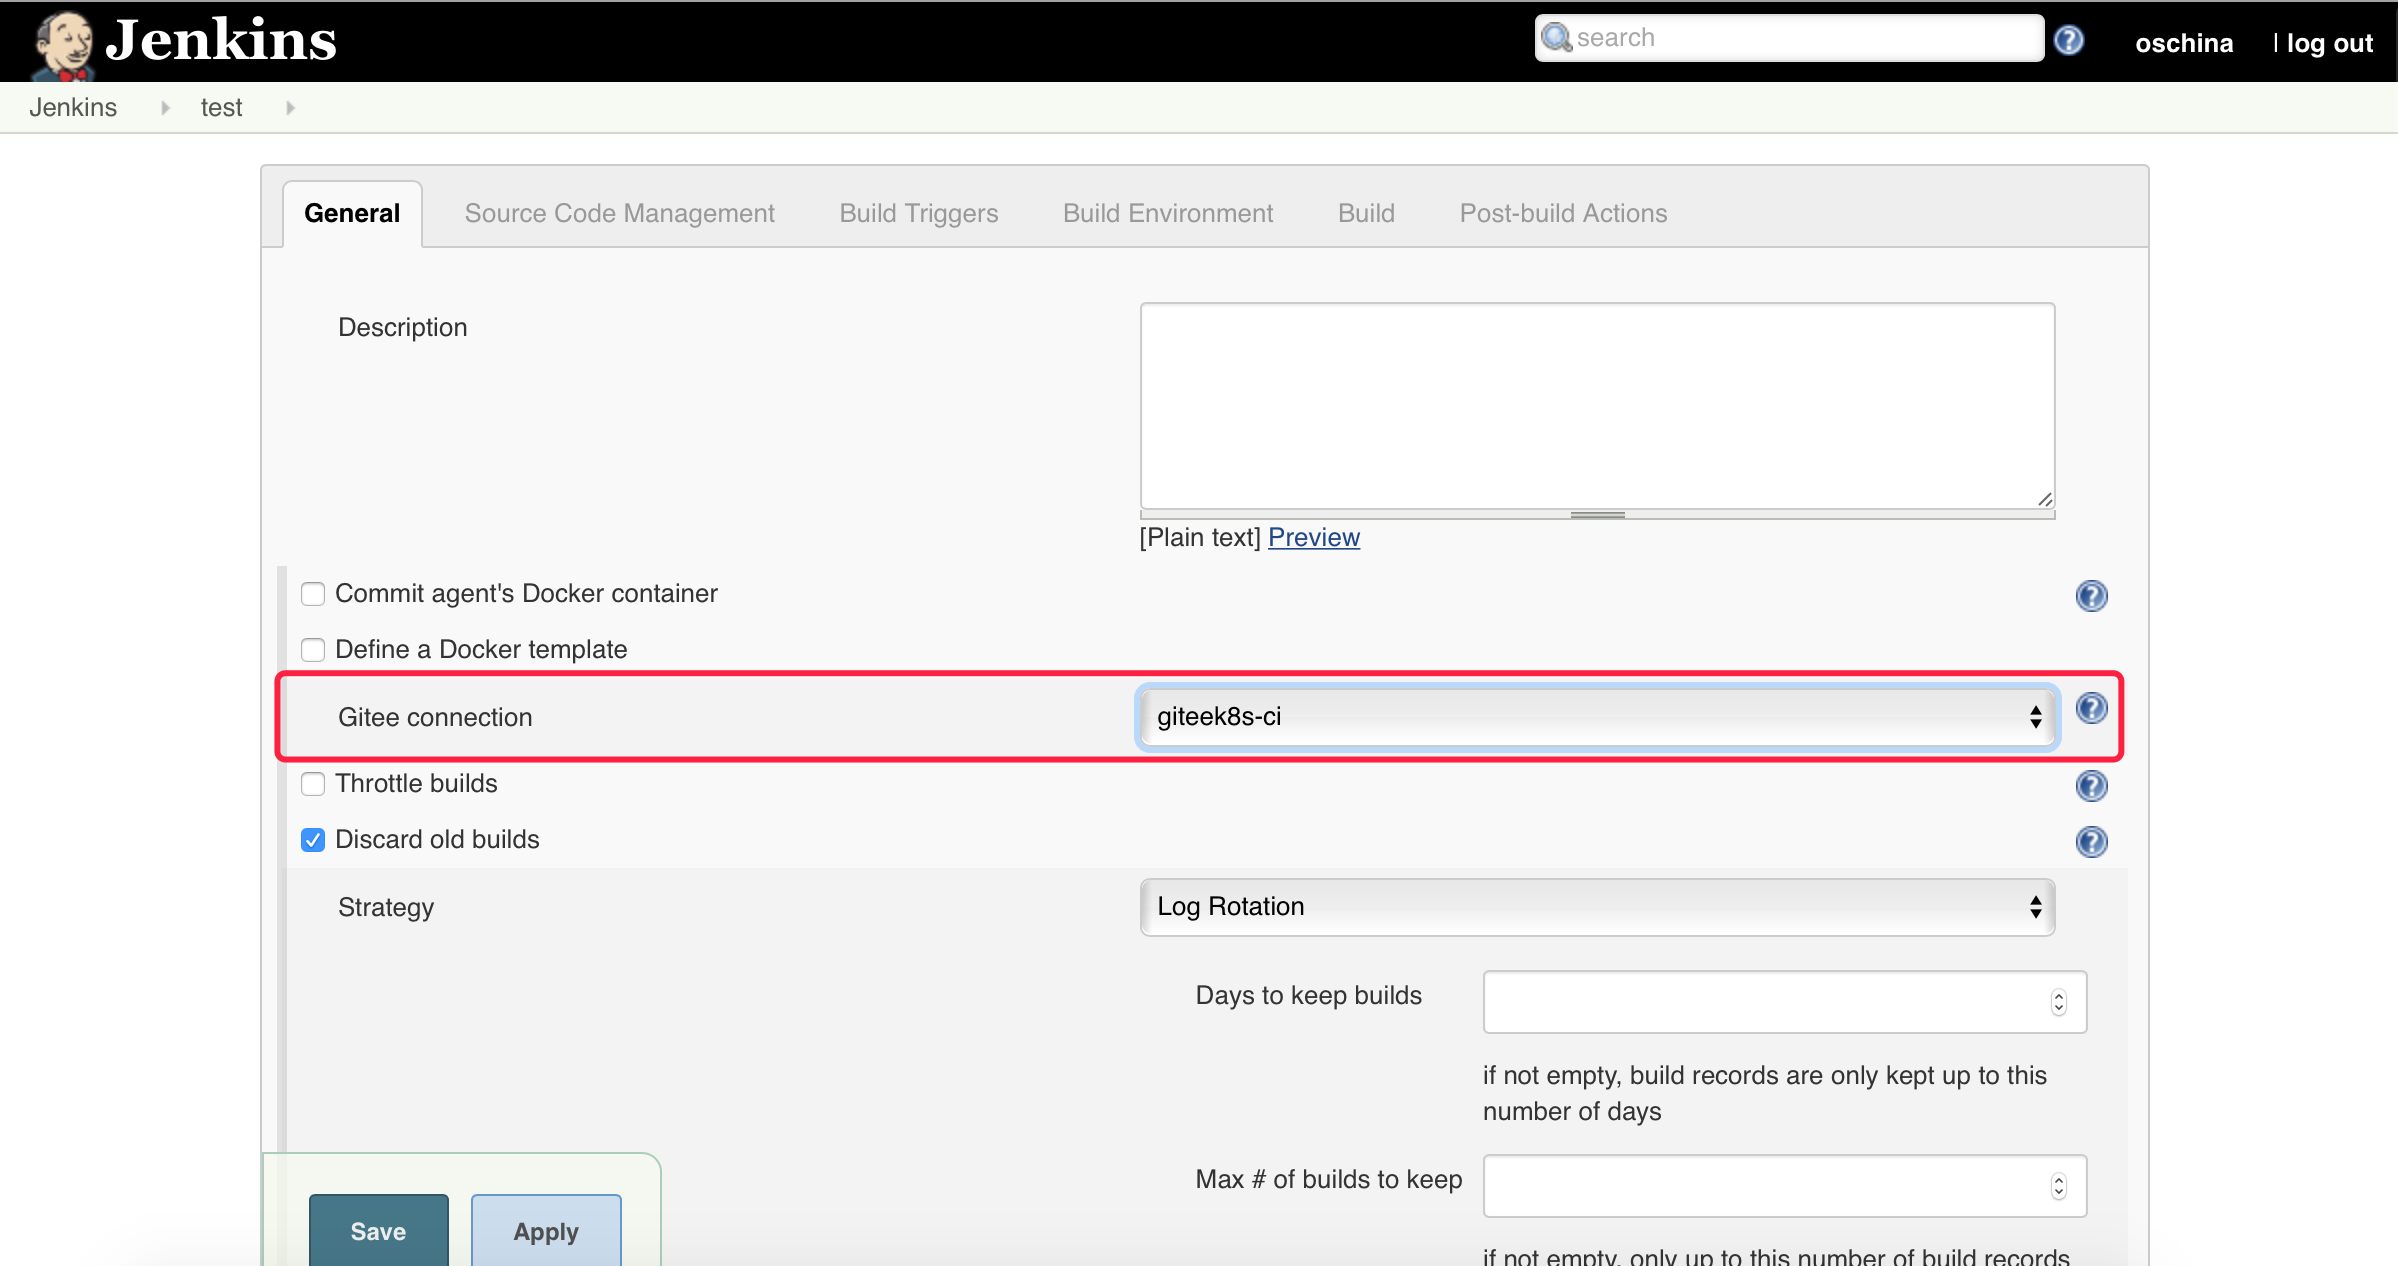 Jenkins
search
oschina
| log out
Jenkins
test
General
Source Code Management
Build Triggers
Build Environment
Build
Post-build Actions
Description
[Plain text] Preview
Commit agent's Docker container
Define a Docker template
Gitee connection
giteek8s-ci
Throttle builds
Discard old builds
Strategy
Log Rotation
Days to keep builds
if not empty, build records are only kept up to this
number of days
Max # of builds to keep
if not empty, only up to this number of build records
Save
Apply